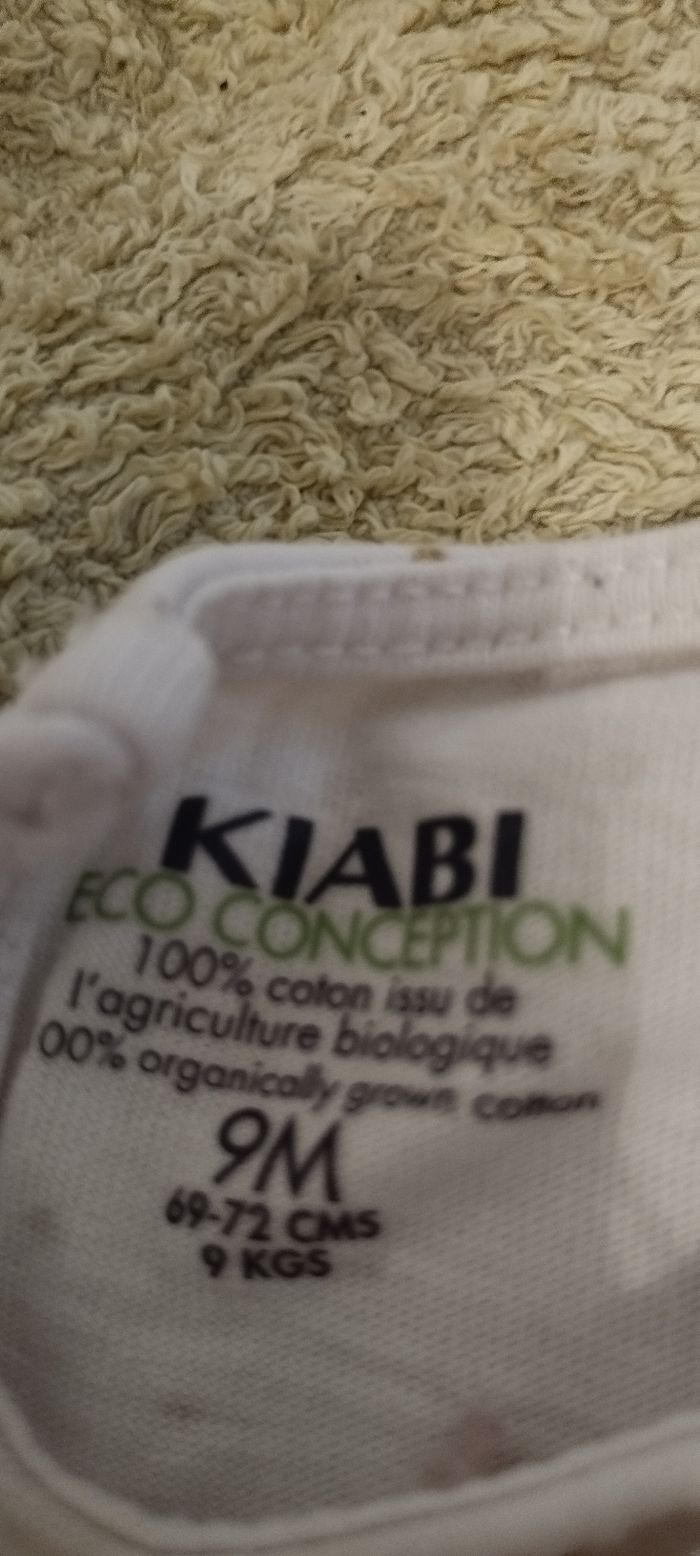 KIABI
ECO CONCEPTION
100% coton issu de
l'agriculture biologique
00% organically grown cotton
9M
69-72 CMS
9 KGS